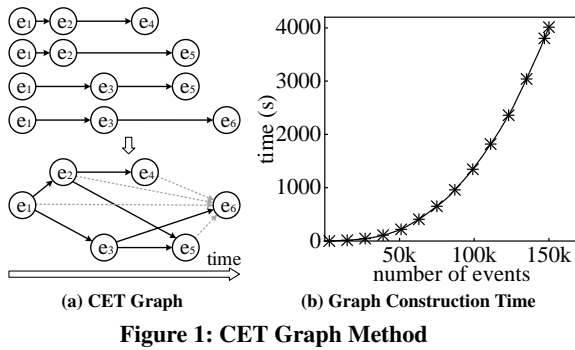 e1 e2 e4
e1 e2 e5
e1 e3 e5
e1 e3 e6
e2 e4
e1 e6
e3 e5
time
(a) CET Graph
time (s)
4000
3000
2000
1000
0
50k 100k 150k
number of events
(b) Graph Construction Time
Figure 1: CET Graph Method